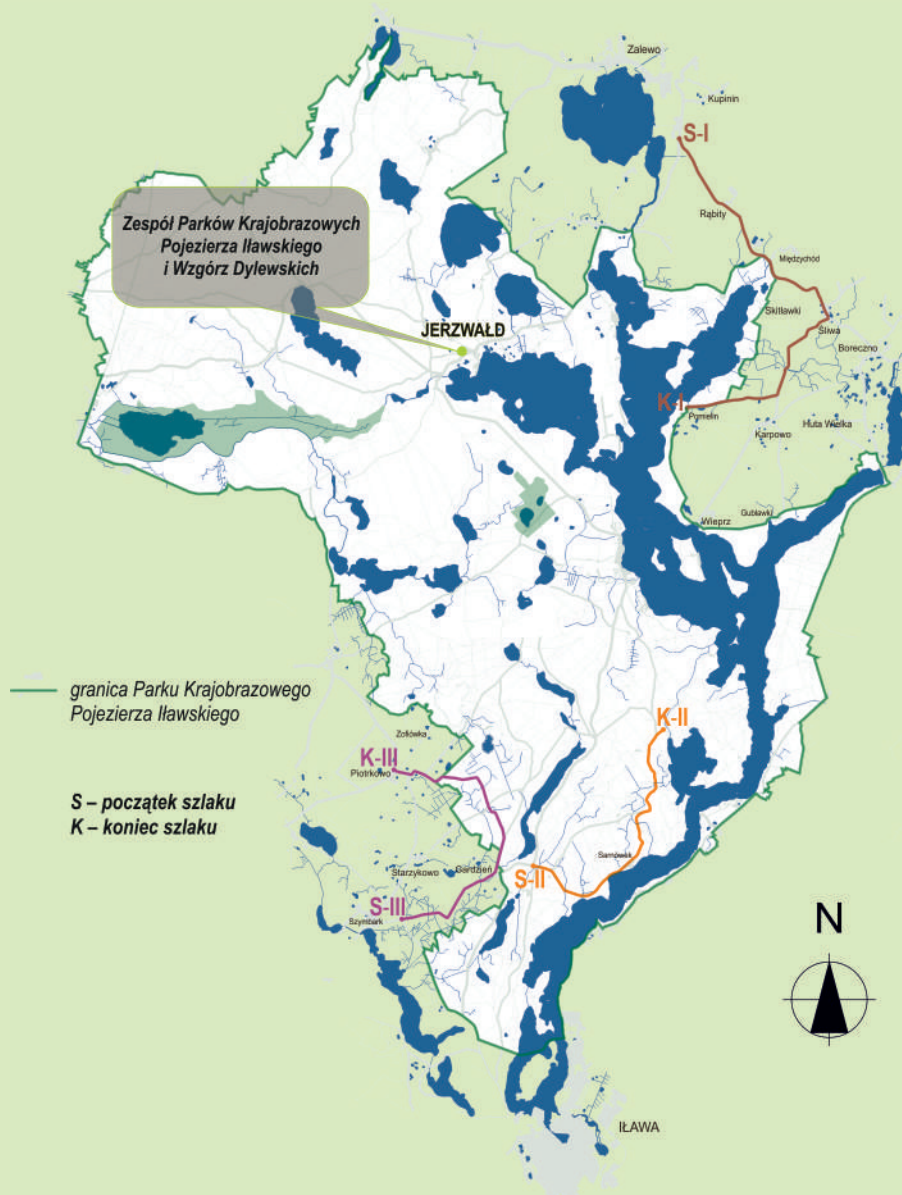 Zalewo
Kupinin
S-I
Rąbity
Zespół Parków Krajobrazowych
Pojezierza Iławskiego
i Wzgórz Dylewskich
Międzychód
Skitławki
JERZWAŁD
Śliwa
Boreczno
K-I
Pomielin
Karpowo
Huta Wielka
Gubławki
Wieprz
granica Parku Krajobrazowego
Pojezierza Iławskiego
K-II
Zofiówka
K-III
Piotrkowo
S – początek szlaku
K – koniec szlaku
Sarnówek
Starzykowo
Gardzień
S-II
S-III
Szymbark
N
IŁAWA